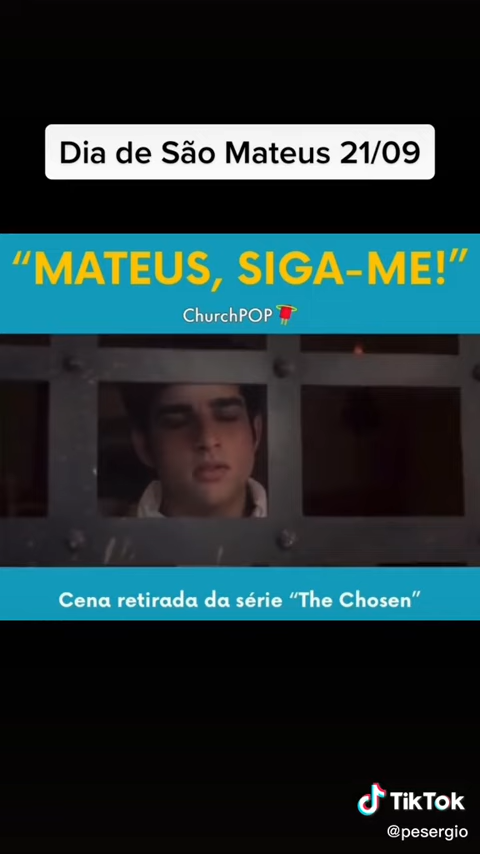 Dia de São Mateus 21/09
“MATEUS, SIGA-ME!”
ChurchPOP
Cena retirada da série “The Chosen”
TikTok
@pesergio